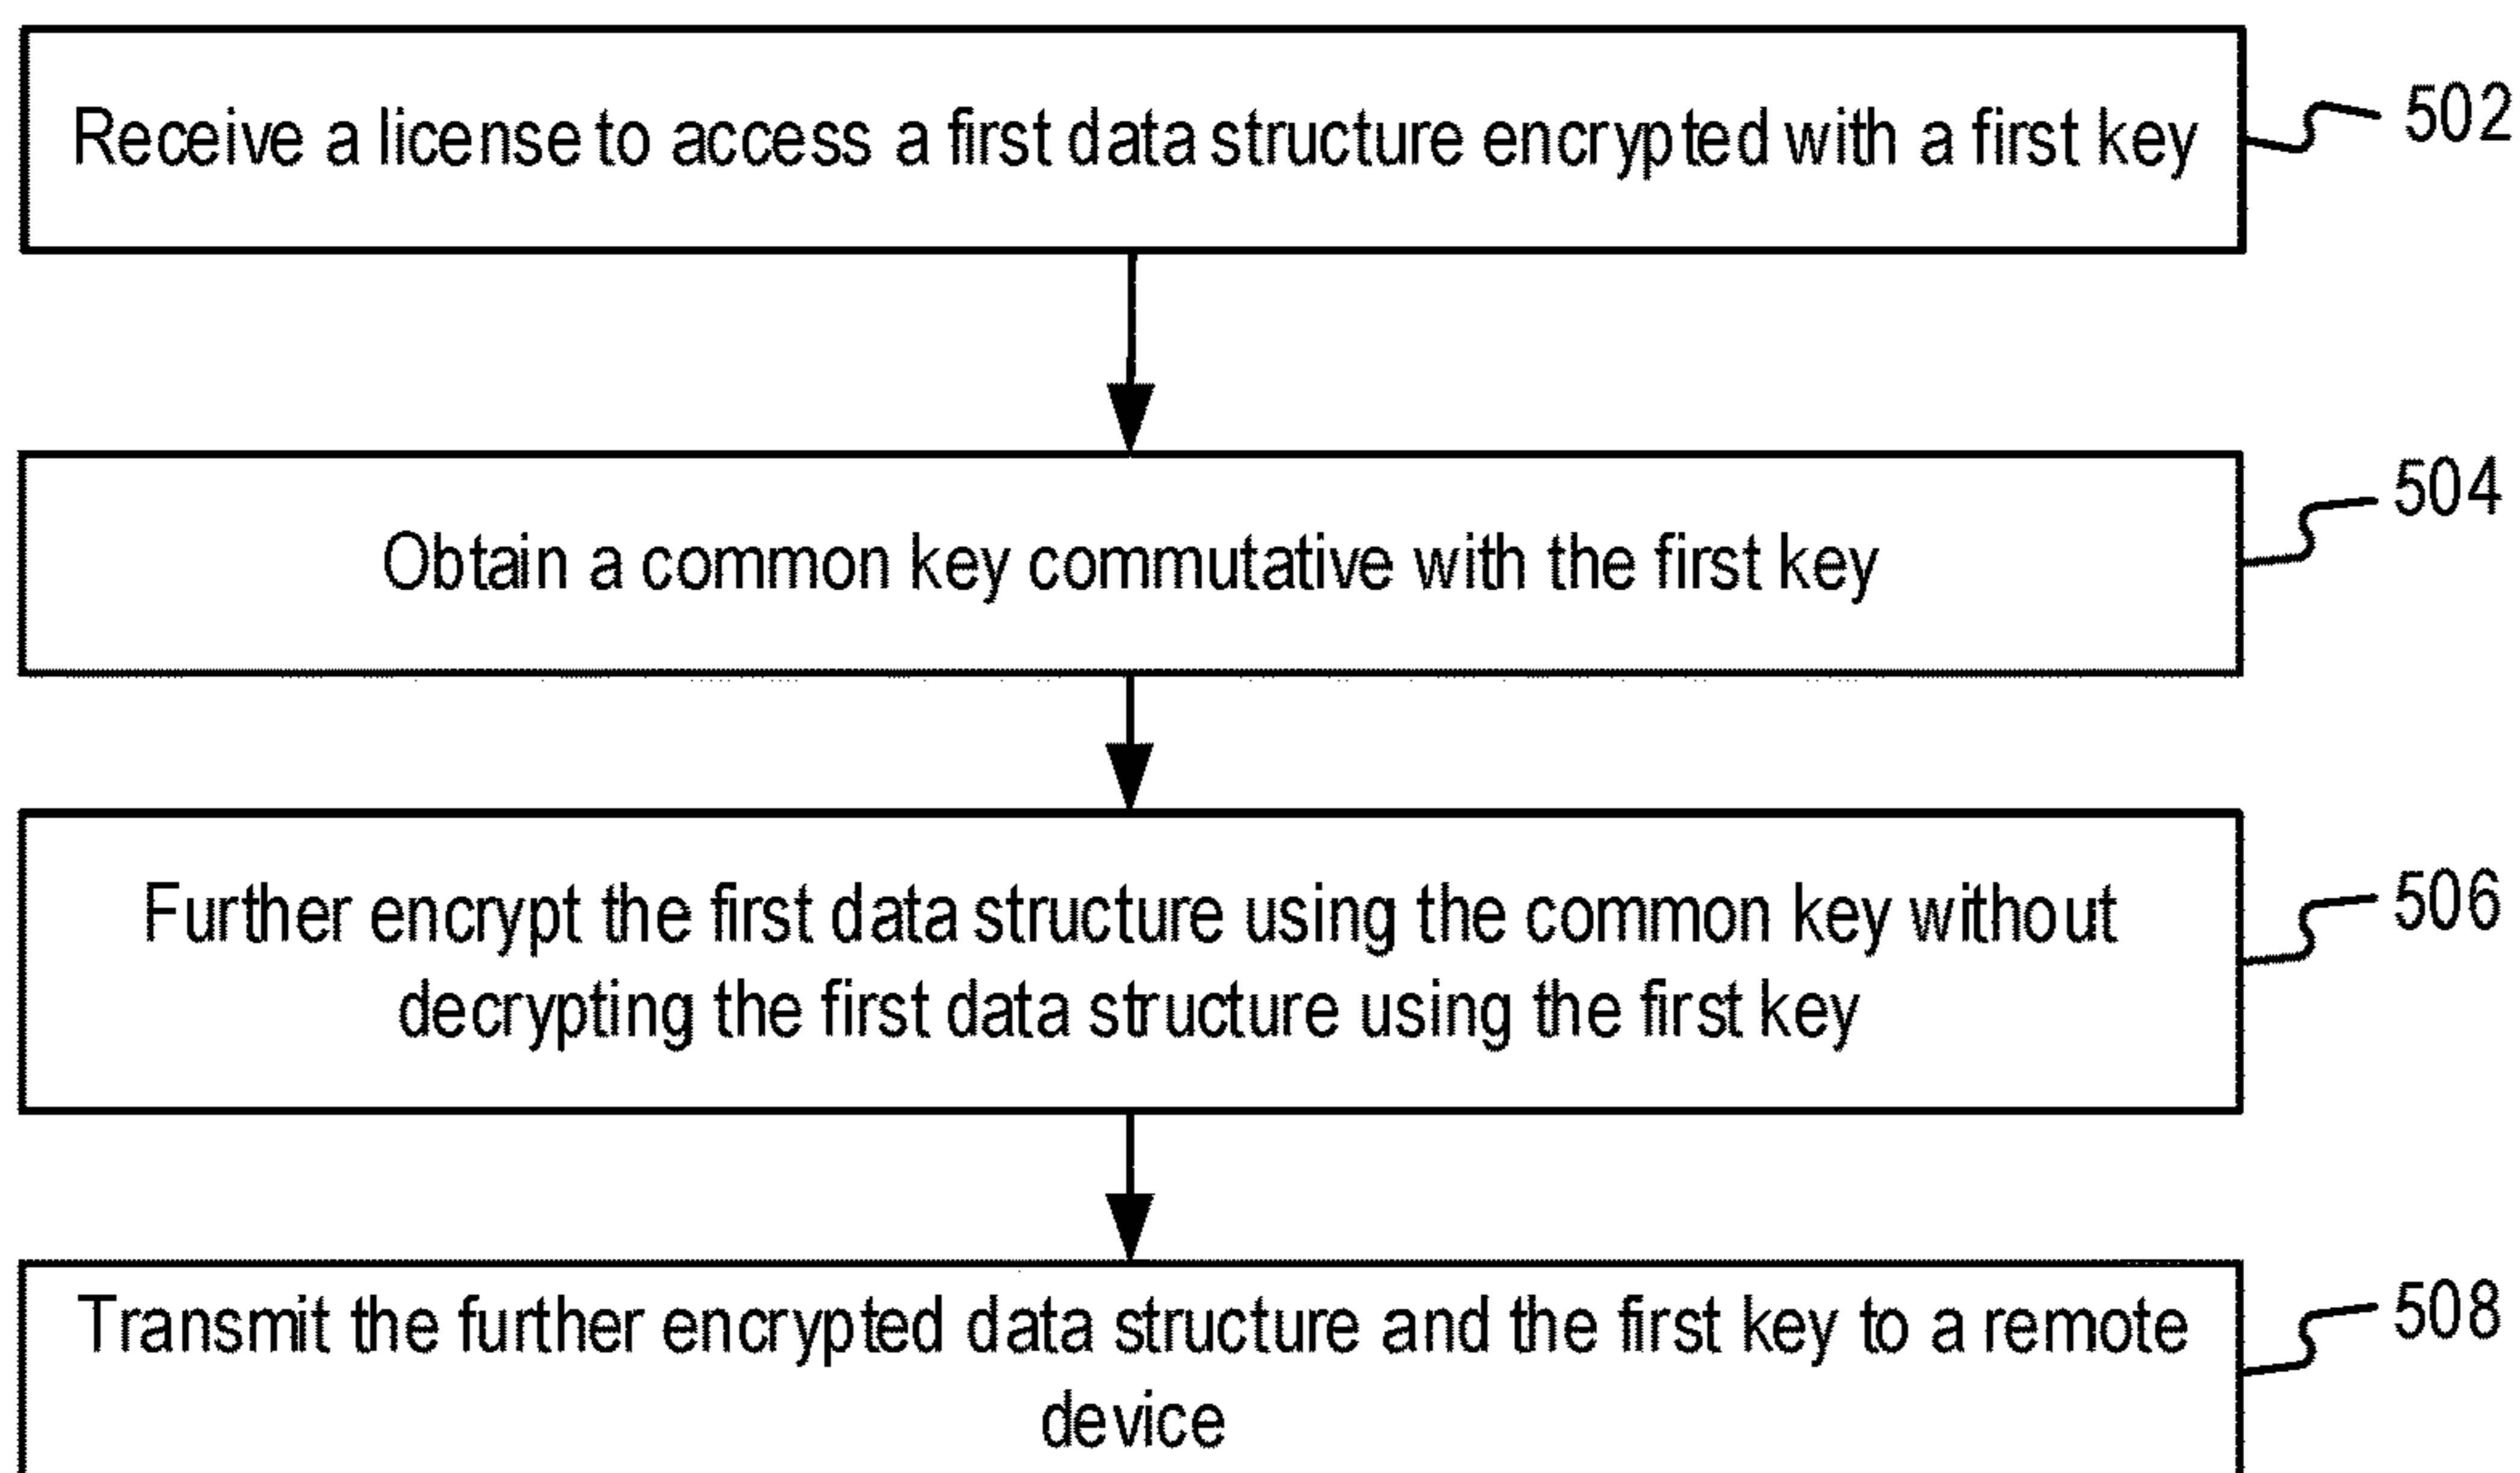 Receive a license to access a first data structure encrypted with a first key
502
Obtain a common key commutative with the first key
504
Further encrypt the first data structure using the common key without
decrypting the first data structure using the first key
506
Transmit the further encrypted data structure and the first key to a remote
device
508